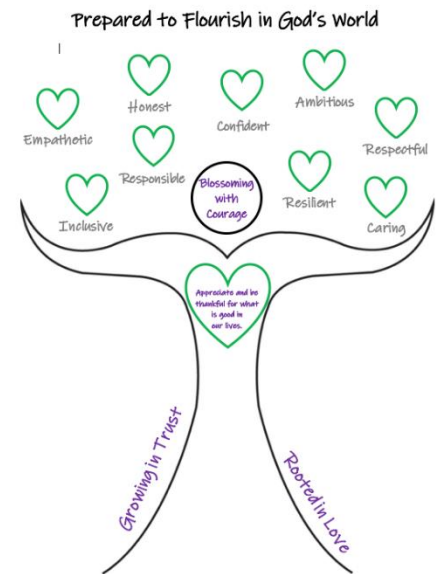 Prepared to Flourish in God's World
Honest
Ambitious
Empathetic
Confident
Respectful
Responsible
Blossoming
with
Courage
Resilient
Inclusive
Caring
Appreciate and be
thankful for what
is good in
our lives.
Growing in Trust
Rooted in Love